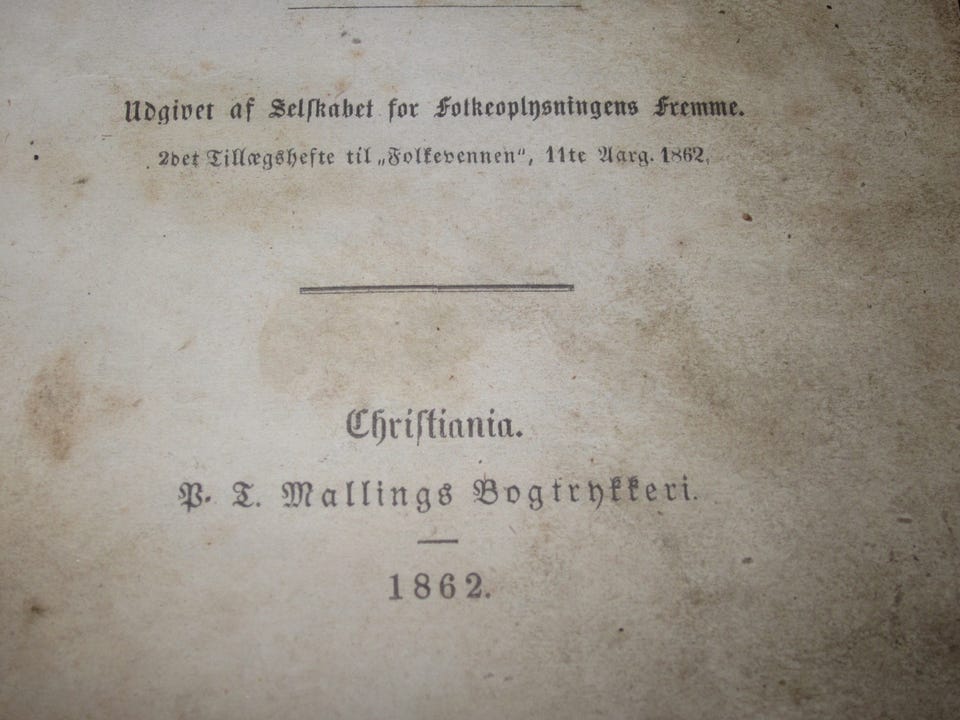 Udgivet af Selskabet for Folkeoplysningens Fremme.
2det Tillægshefte til „Folkevennen“, 11te Aarg. 1862.
Christiania.
P. T. Mallings Bogtrykkeri.
1862.